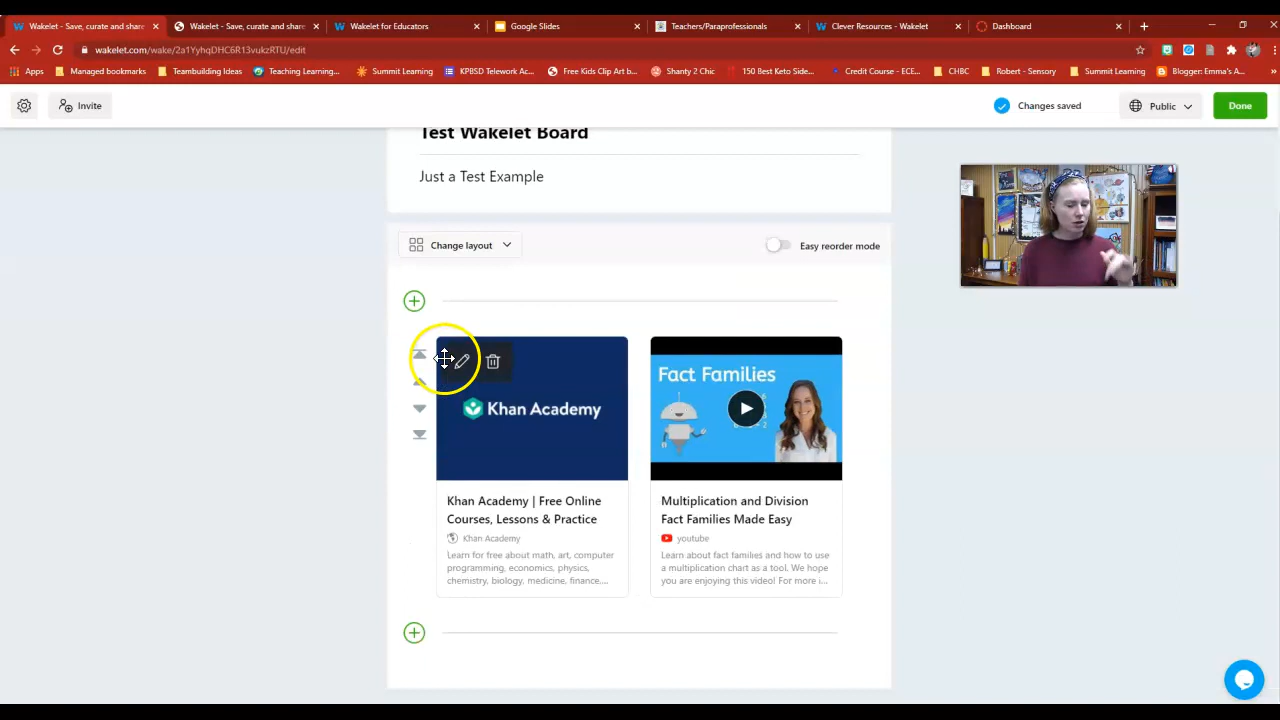 Wakelet - Save, curate and share
Wakelet - Save, curate and share
Wakelet for Educators
Google Slides
Teachers/Paraprofessionals
Clever Resources - Wakelet
Dashboard
wakelet.com/wake/2a1YyhqDHC6R13vukzRTU/edit
Apps
Managed bookmarks
Teambuilding Ideas
Teaching Learning...
Summit Learning
KPBSD Telework Ac...
Free Kids Clip Art b...
Shanty 2 Chic
150 Best Keto Side...
Credit Course - ECE...
CHBC
Robert - Sensory
Summit Learning
Blogger: Emma's A...
Invite
Changes saved
Public
Done
Test Wakelet Board
Just a Test Example
Change layout
Easy reorder mode
Khan Academy
Fact Families
Khan Academy | Free Online
Courses, Lessons & Practice
Khan Academy
Learn for free about math, art, computer
programming, economics, physics,
chemistry, biology, medicine, finance,...
Multiplication and Division
Fact Families Made Easy
youtube
Learn about fact families and how to use
a multiplication chart as a tool. We hope
you are enjoying this video! For more i...